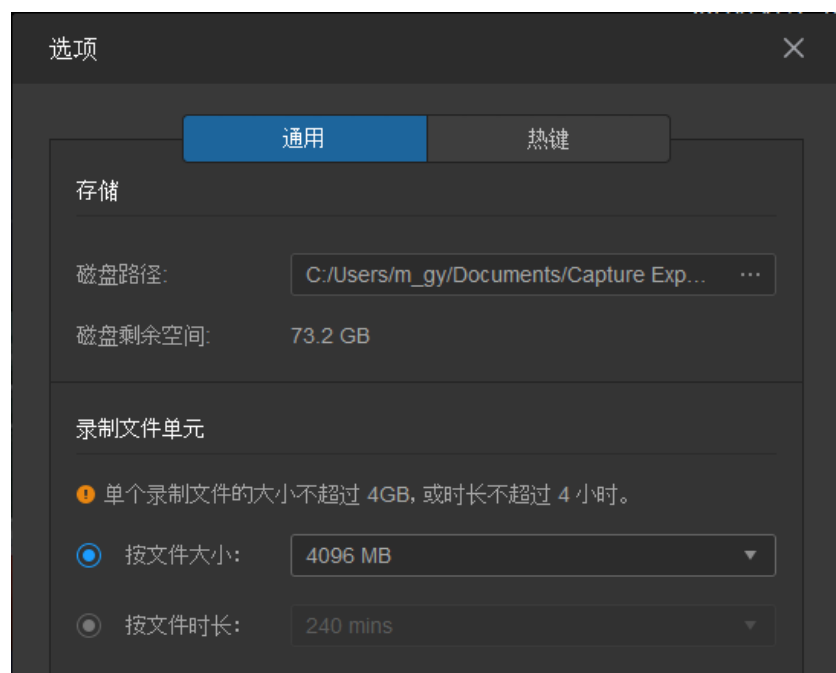 选项
通用 热键
存储
磁盘路径: C:/Users/m_gy/Documents/Capture Exp... ...
磁盘剩余空间: 73.2 GB
录制文件单元
单个录制文件的大小不超过 4GB, 或时长不超过 4 小时。
按文件大小: 4096 MB
按文件时长: 240 mins